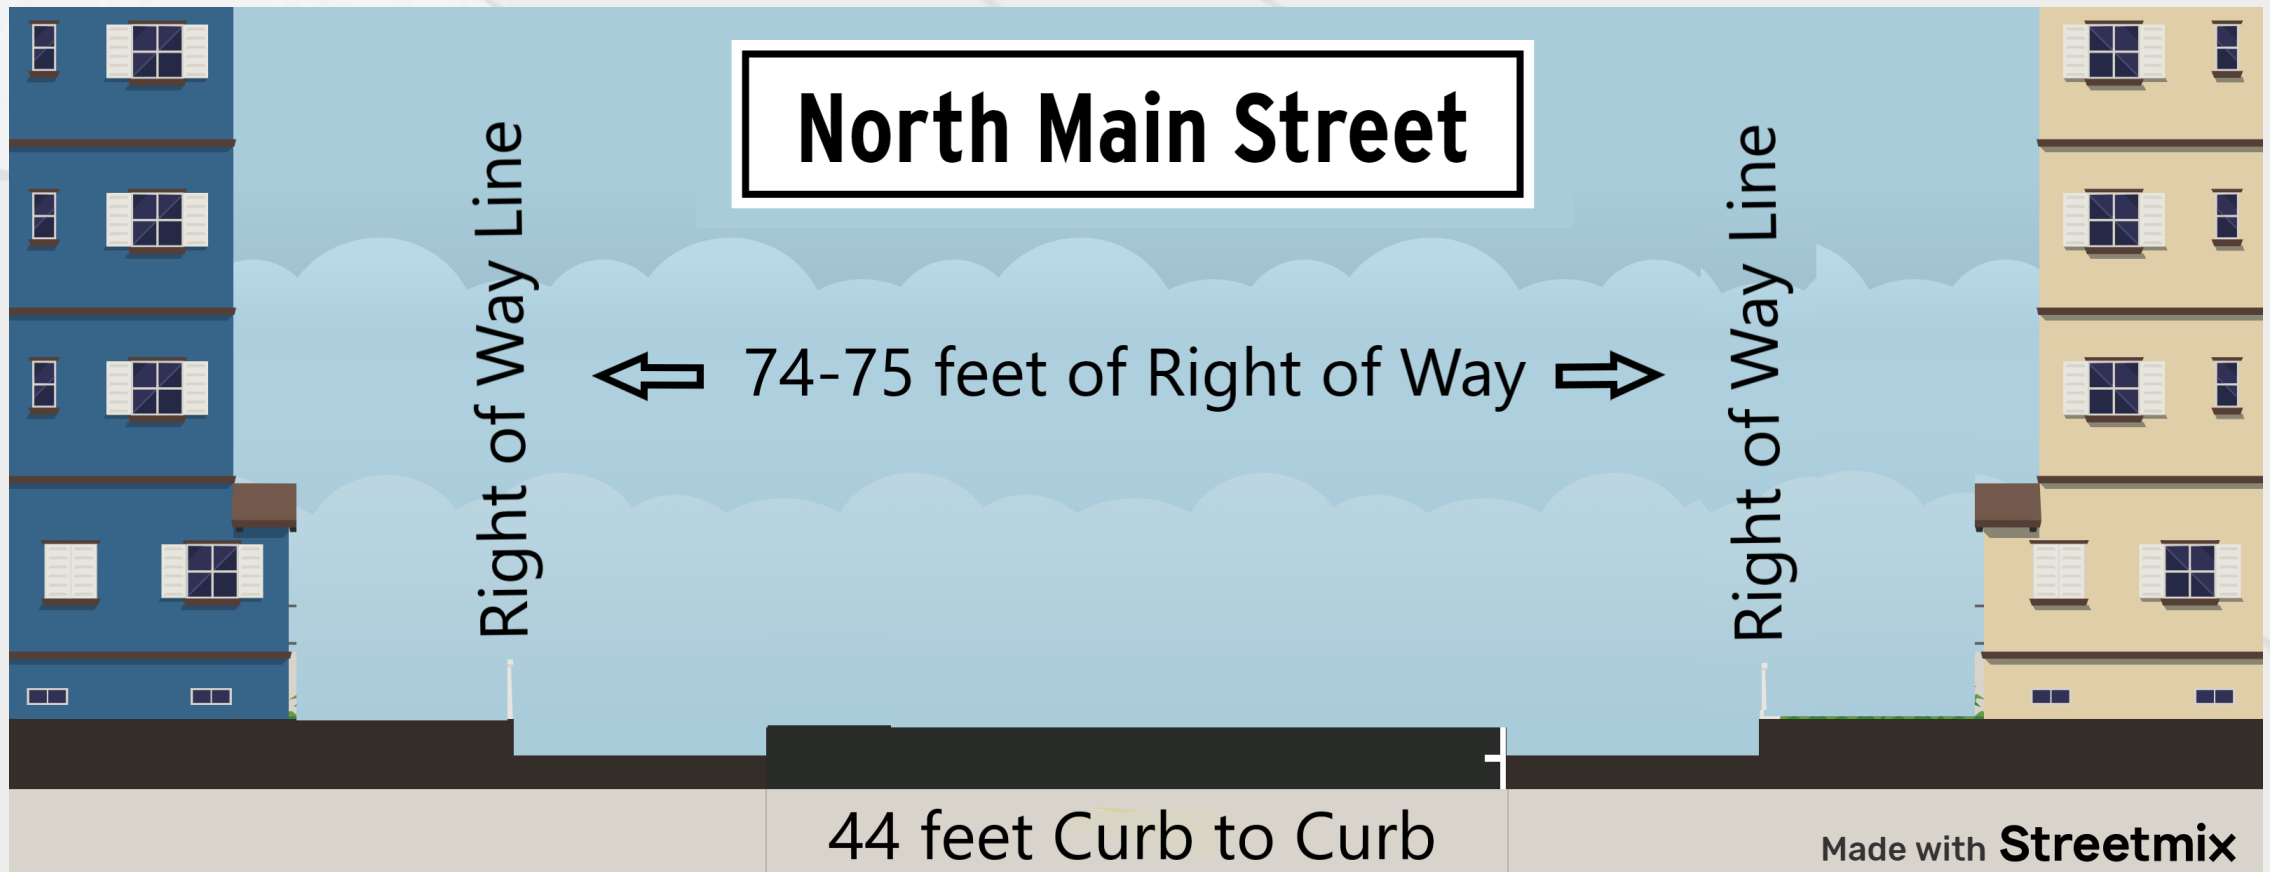 North Main Street
Right of Way Line
74-75 feet of Right of Way
Right of Way Line
44 feet Curb to Curb
Made with Streetmix